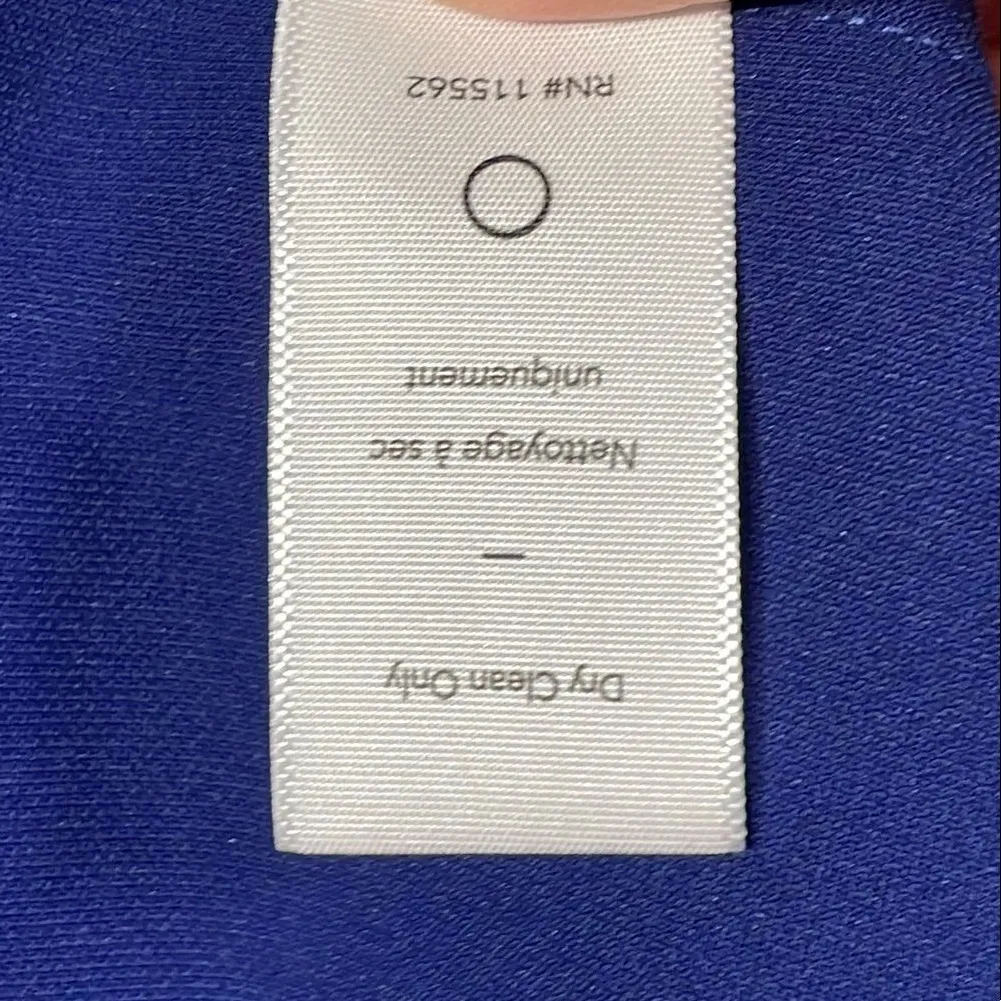 Dry Clean Only
–
Nettoyage à sec
uniquement
RN# 115562